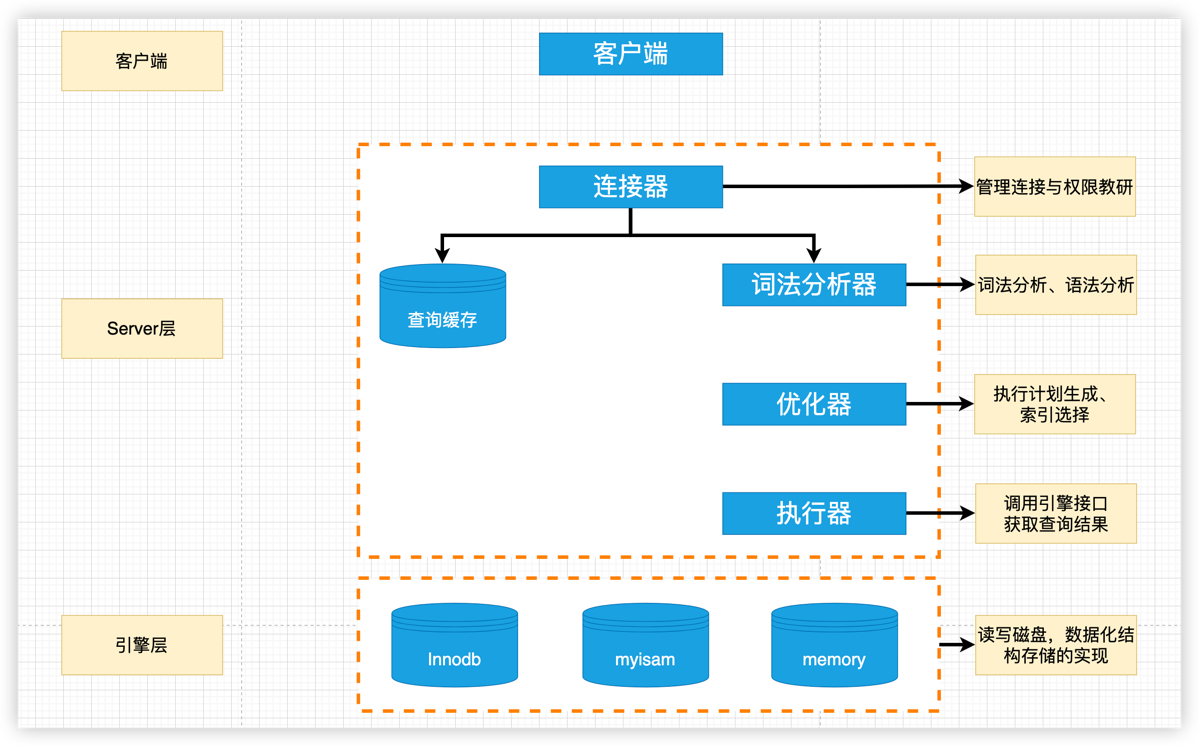 客户端
客户端
连接器
管理连接与权限教研
查询缓存
词法分析器
词法分析、语法分析
Server层
优化器
执行计划生成、
索引选择
执行器
调用引擎接口
获取查询结果
引擎层
Innodb
myisam
memory
读写磁盘，数据化结
构存储的实现